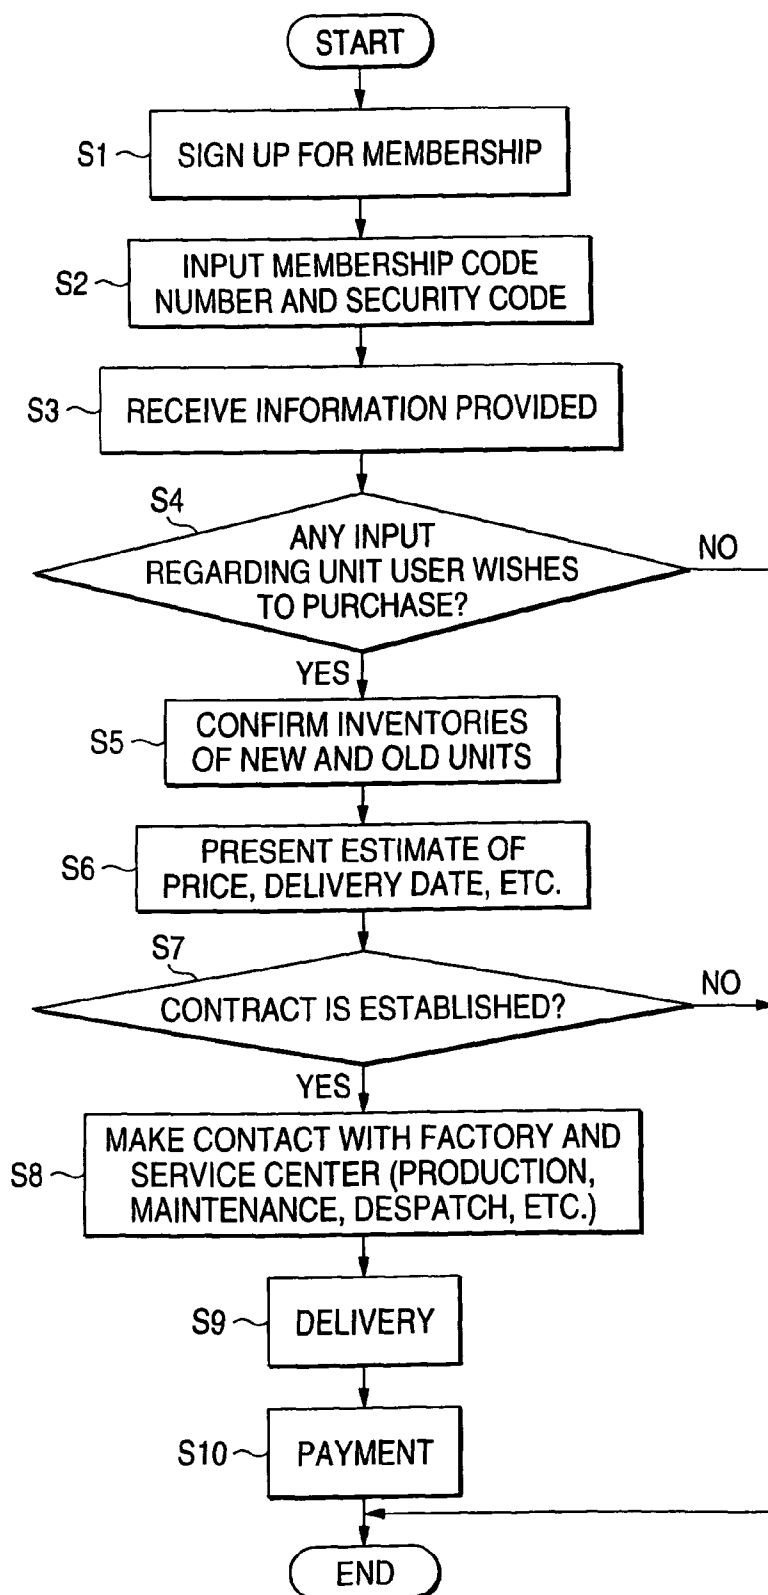 START
S1
SIGN UP FOR MEMBERSHIP
S2
INPUT MEMBERSHIP CODE
NUMBER AND SECURITY CODE
S3
RECEIVE INFORMATION PROVIDED
S4
ANY INPUT
REGARDING UNIT USER WISHES
TO PURCHASE?
NO
YES
S5
CONFIRM INVENTORIES
OF NEW AND OLD UNITS
S6
PRESENT ESTIMATE OF
PRICE, DELIVERY DATE, ETC.
S7
CONTRACT IS ESTABLISHED?
NO
YES
S8
MAKE CONTACT WITH FACTORY AND
SERVICE CENTER (PRODUCTION,
MAINTENANCE, DESPATCH, ETC.)
S9
DELIVERY
S10
PAYMENT
END